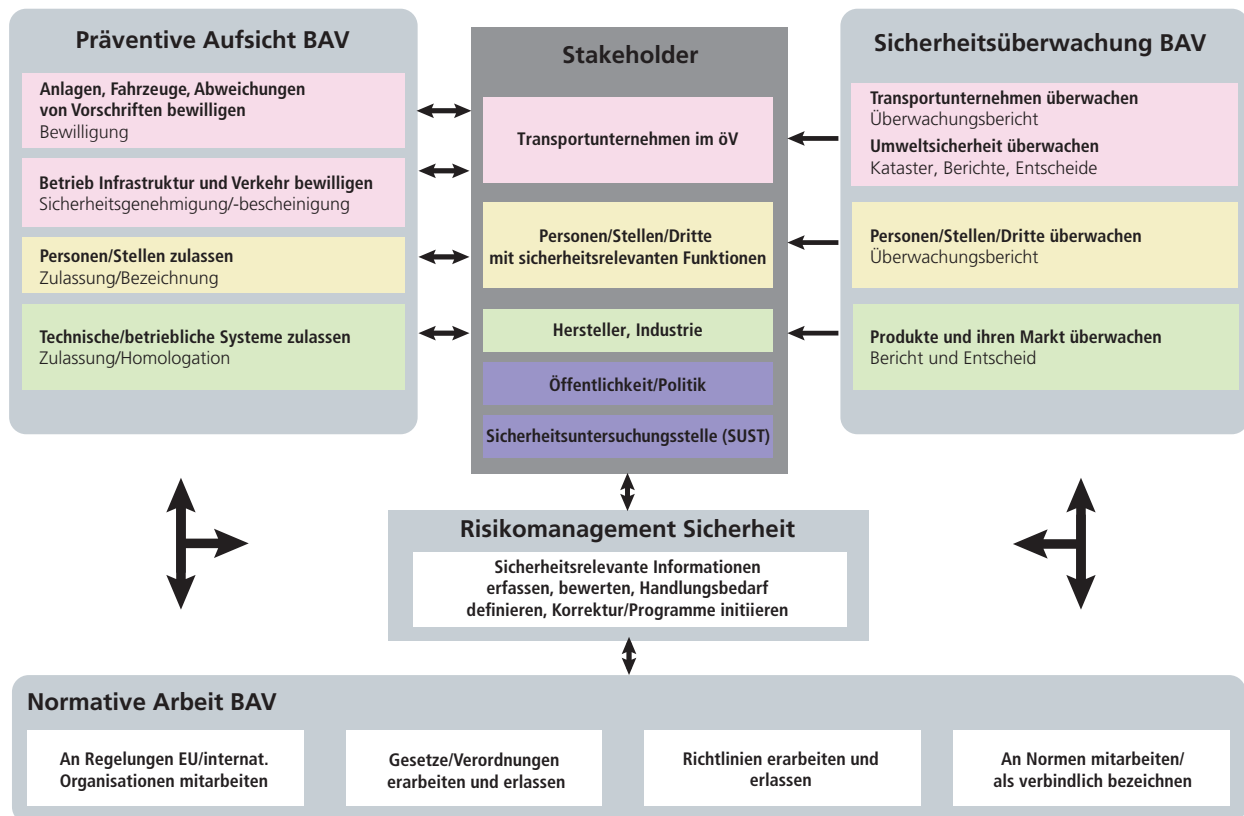 Präventive Aufsicht BAV
Anlagen, Fahrzeuge, Abweichungen
von Vorschriften bewilligen
Bewilligung
Betrieb Infrastruktur und Verkehr bewilligen
Sicherheitsgenehmigung/-bescheinigung
Personen/Stellen zulassen
Zulassung/Bezeichnung
Technische/betriebliche Systeme zulassen
Zulassung/Homologation
Stakeholder
Transportunternehmen im öV
Personen/Stellen/Dritte
mit sicherheitsrelevanten Funktionen
Hersteller, Industrie
Öffentlichkeit/Politik
Sicherheitsuntersuchungsstelle (SUST)
Sicherheitsüberwachung BAV
Transportunternehmen überwachen
Überwachungsbericht
Umweltsicherheit überwachen
Kataster, Berichte, Entscheide
Personen/Stellen/Dritte überwachen
Überwachungsbericht
Produkte und ihren Markt überwachen
Bericht und Entscheid
Risikomanagement Sicherheit
Sicherheitsrelevante Informationen
erfassen, bewerten, Handlungsbedarf
definieren, Korrektur/Programme initiieren
Normative Arbeit BAV
An Regelungen EU/internat.
Organisationen mitarbeiten
Gesetze/Verordnungen
erarbeiten und erlassen
Richtlinien erarbeiten und
erlassen
An Normen mitarbeiten/
als verbindlich bezeichnen